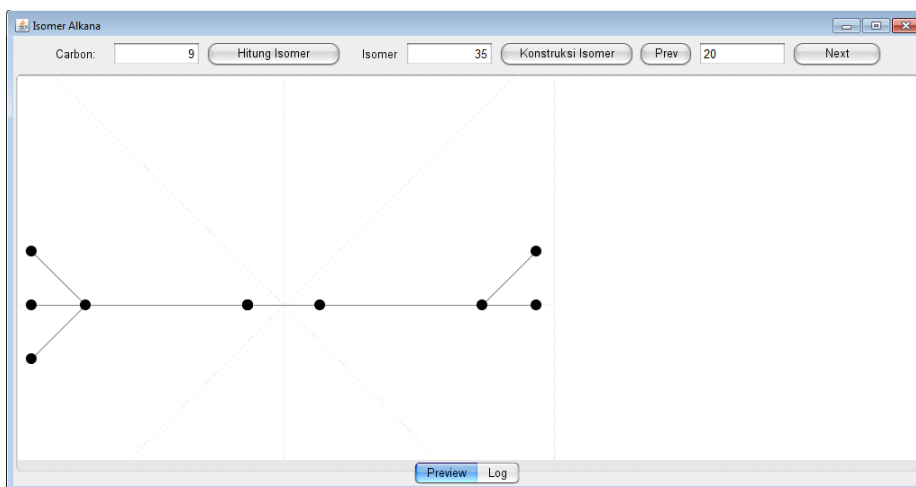 Isomer Alkana
Carbon: 9 Hitung Isomer Isomer 35 Konstruksi Isomer Prev 20 Next
Preview Log